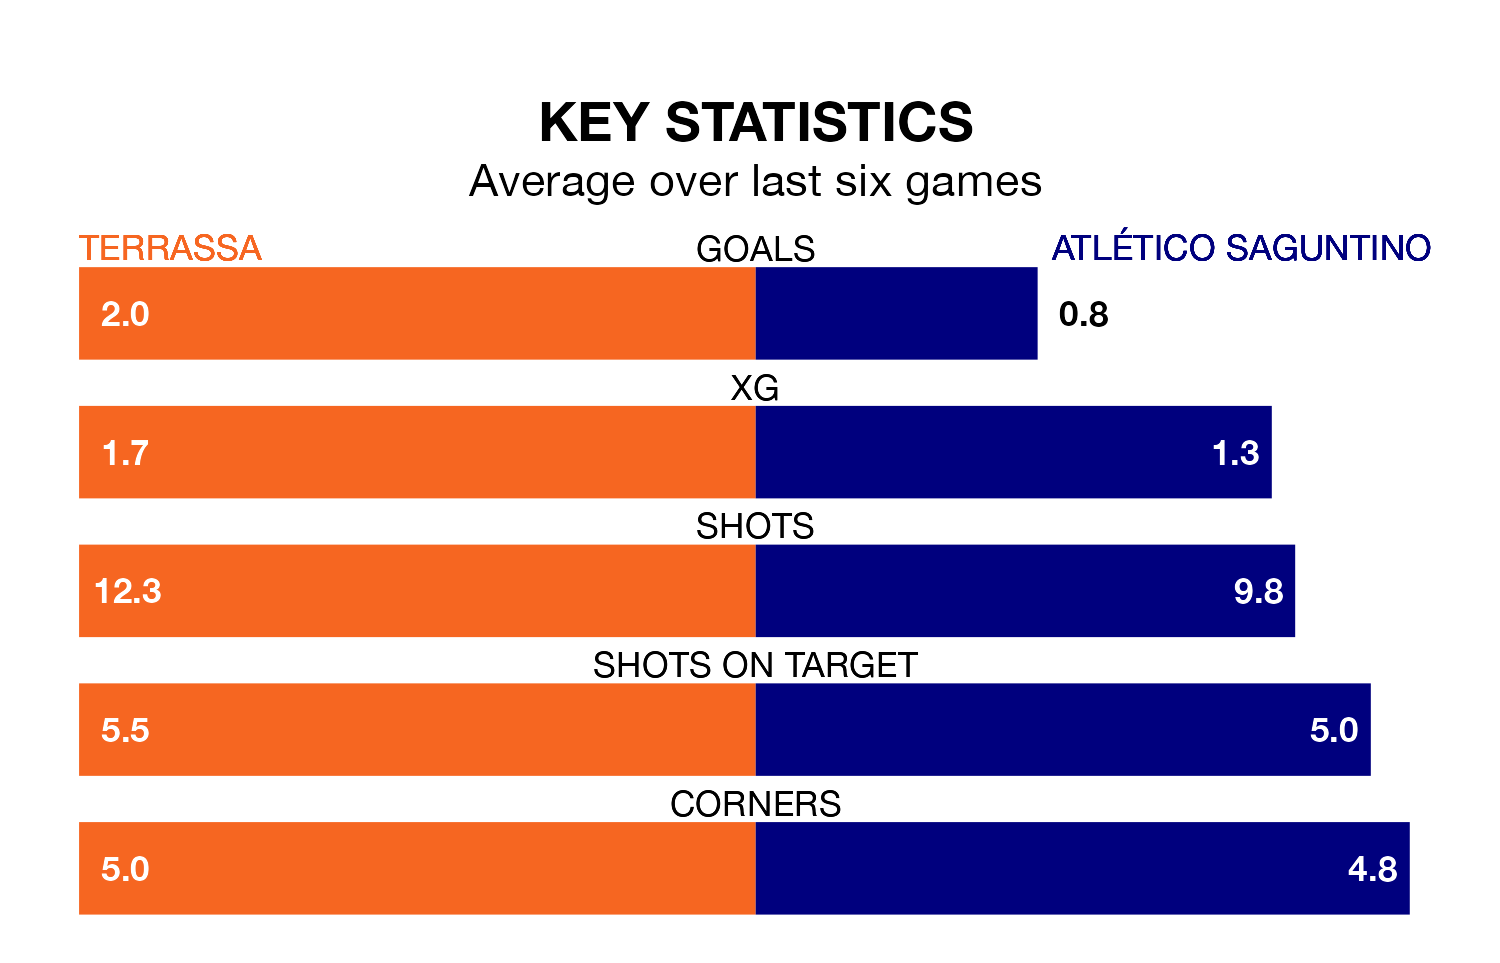 KEY STATISTICS
Average over last six games
TERRASSA GOALS ATLÉTICO SAGUNTINO
2.0 0.8
XG
1.7 1.3
SHOTS
12.3 9.8
SHOTS ON TARGET
5.5 5.0
CORNERS
5.0 4.8